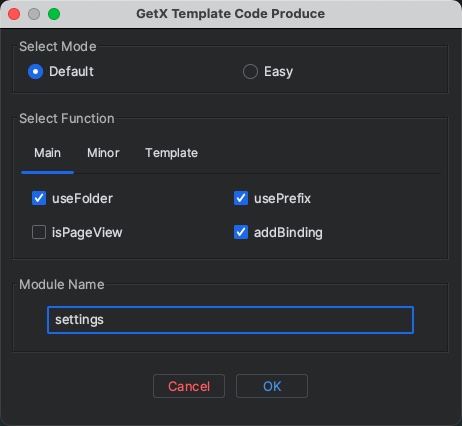 GetX Template Code Produce
Select Mode
Default Easy
Select Function
Main Minor Template
useFolder usePrefix
isPageView addBinding
Module Name
settings
Cancel OK